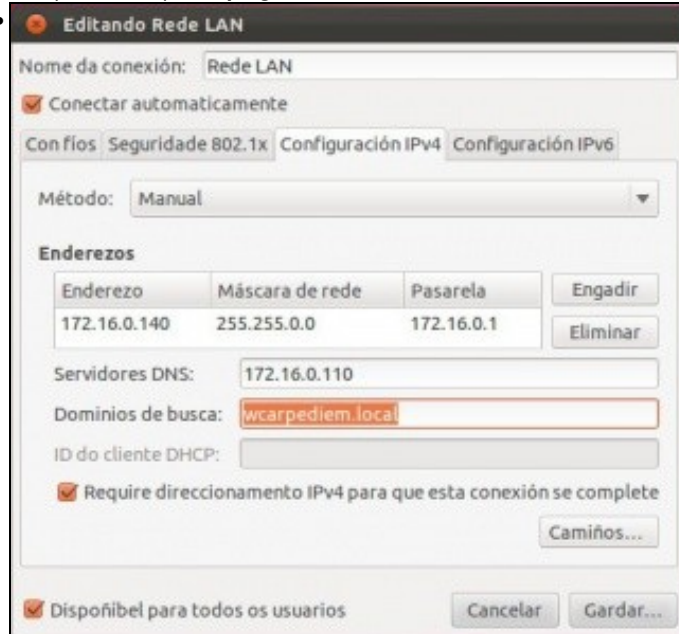 Editando Rede LAN
Nome da conexión: Rede LAN
Conectar automaticamente
Con fíos Seguridade 802.1x Configuración IPv4 Configuración IPv6
Método: Manual
Enderezos
Enderezo Máscara de rede Pasarela Engadir
172.16.0.140 255.255.0.0 172.16.0.1 Eliminar
Servidores DNS: 172.16.0.110
Dominios de busca: wcarpediem.local
ID do cliente DHCP:
Require direccionamento IPv4 para que esta conexión se complete
Camiños...
Dispoñibel para todos os usuarios Cancelar Gardar...